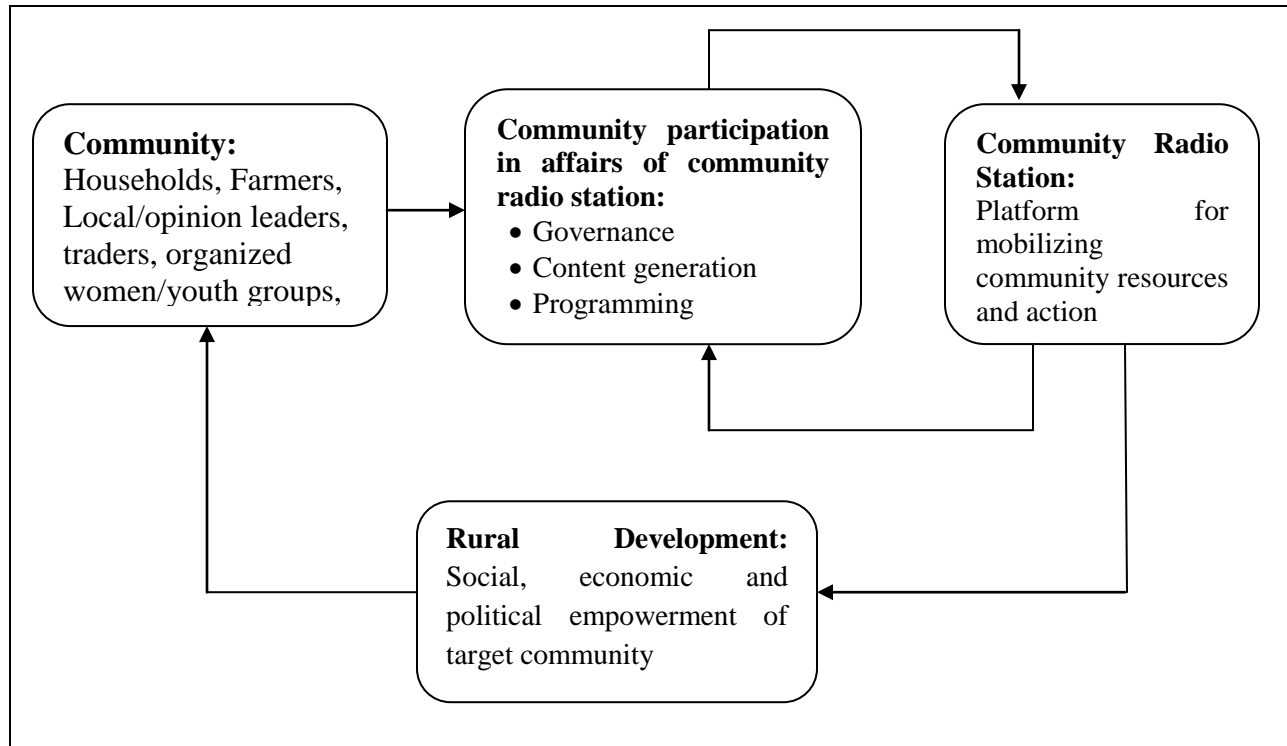 Community:
Households, Farmers,
Local/opinion leaders,
traders, organized
women/youth groups,
Community participation
in affairs of community
radio station:
• Governance
• Content generation
• Programming
Community Radio
Station:
Platform for
mobilizing
community resources
and action
Rural Development:
Social, economic and
political empowerment of
target community